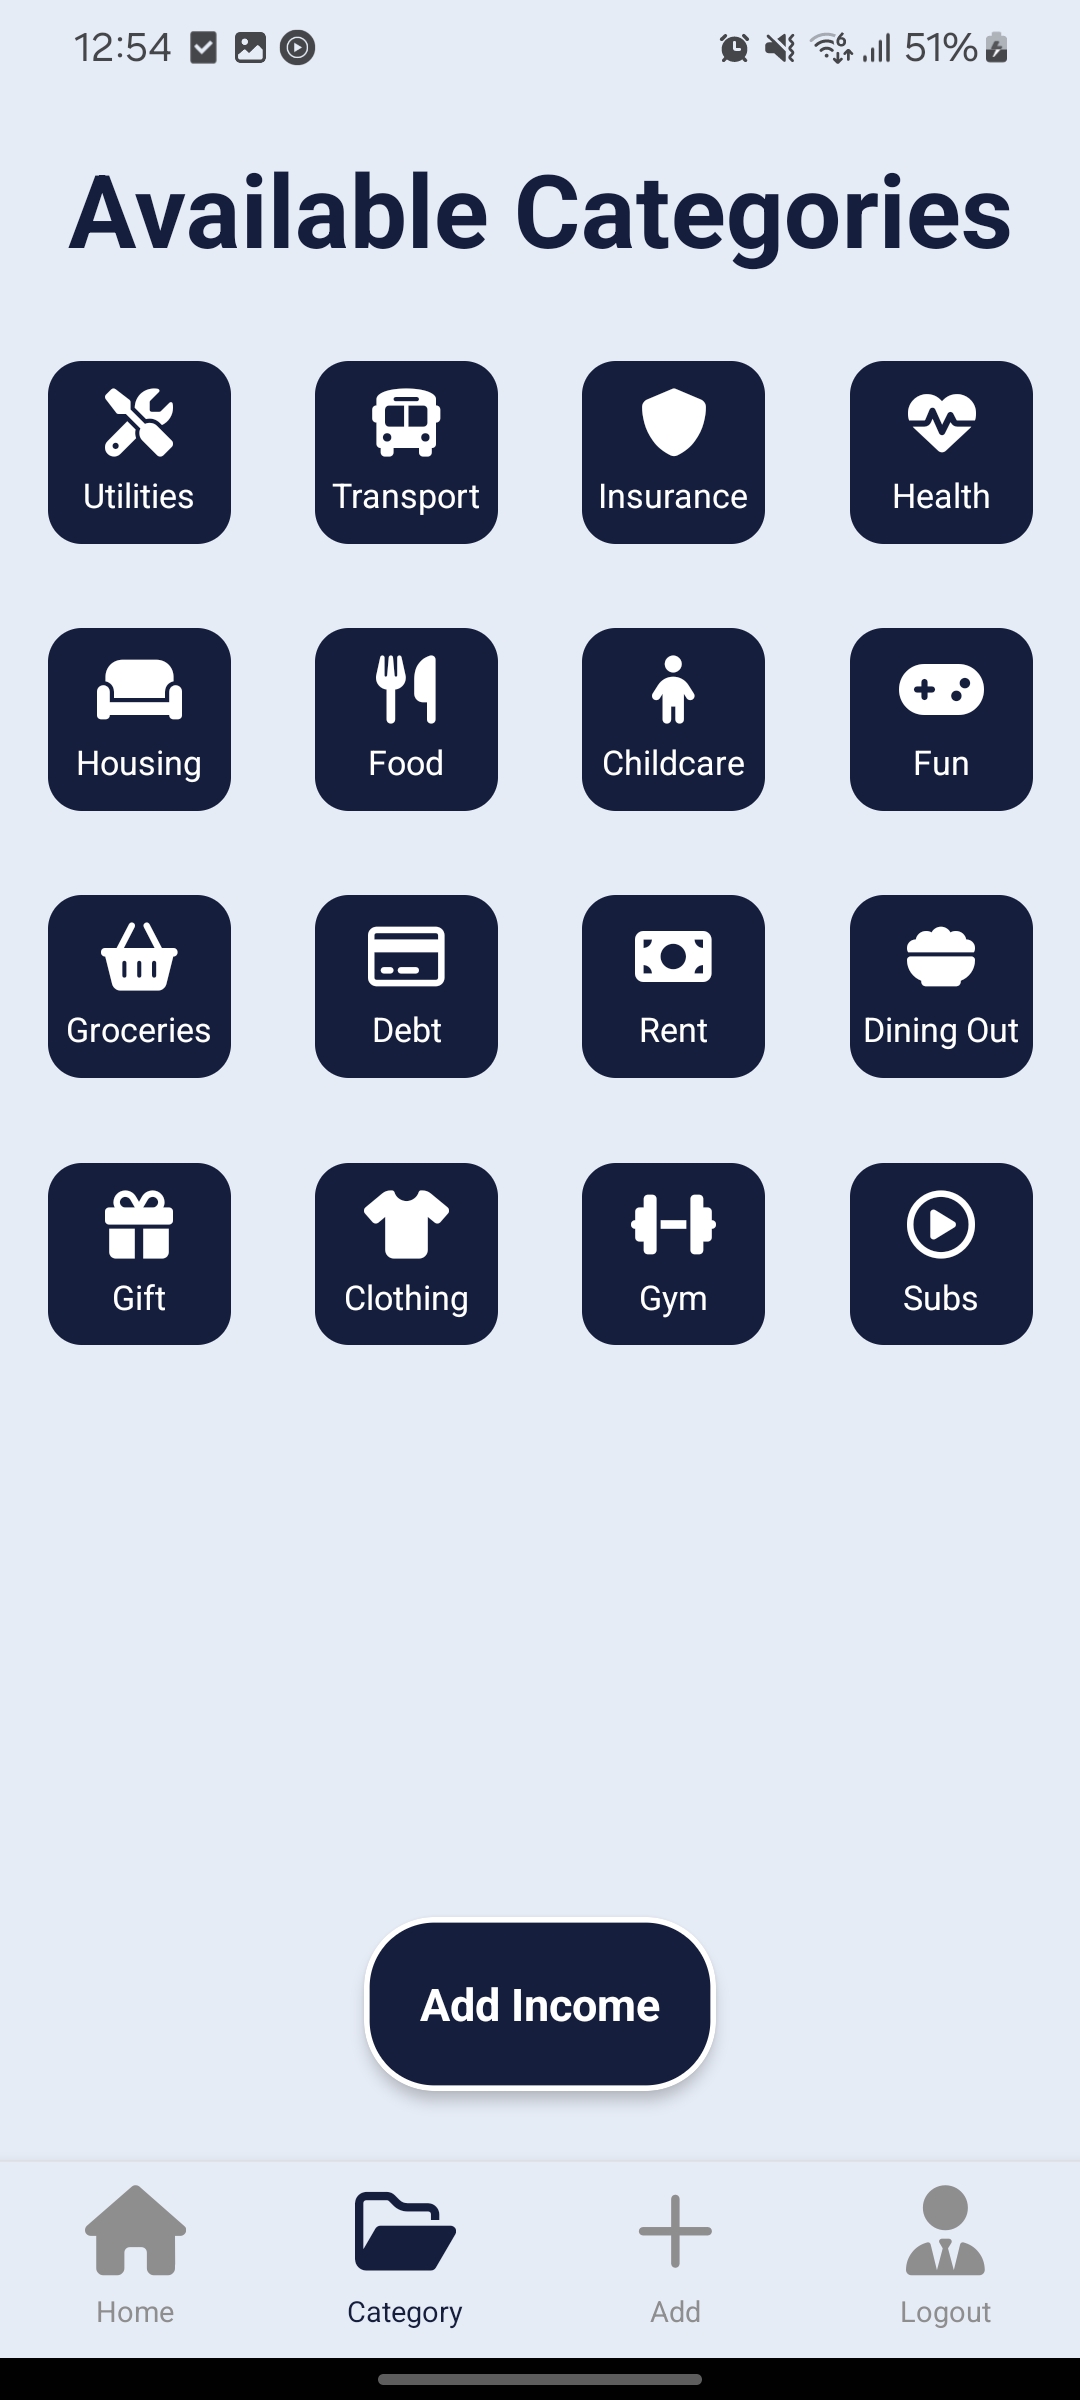 12:54 6 51%
Available Categories
Utilities Transport Insurance Health
Housing Food Childcare Fun
Groceries Debt Rent Dining Out
Gift Clothing Gym Subs
Add Income
Home Category Add Logout